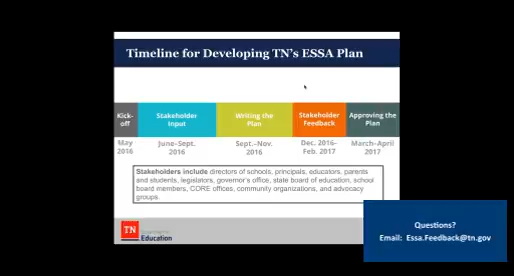 Timeline for Developing TN's ESSA Plan
Kick-off
Stakeholder Input
Writing the Plan
Stakeholder Feedback
Approving the Plan
May 2016
June–Sept. 2016
Sept.–Nov. 2016
Dec. 2016–Feb. 2017
March–April 2017
Stakeholders include directors of schools, principals, educators, parents
and students, legislators, governor's office, state board of education, school
board members, CORE offices, community organizations, and advocacy
groups.
TN
Department of
Education
Questions?
Email: Essa.Feedback@tn.gov